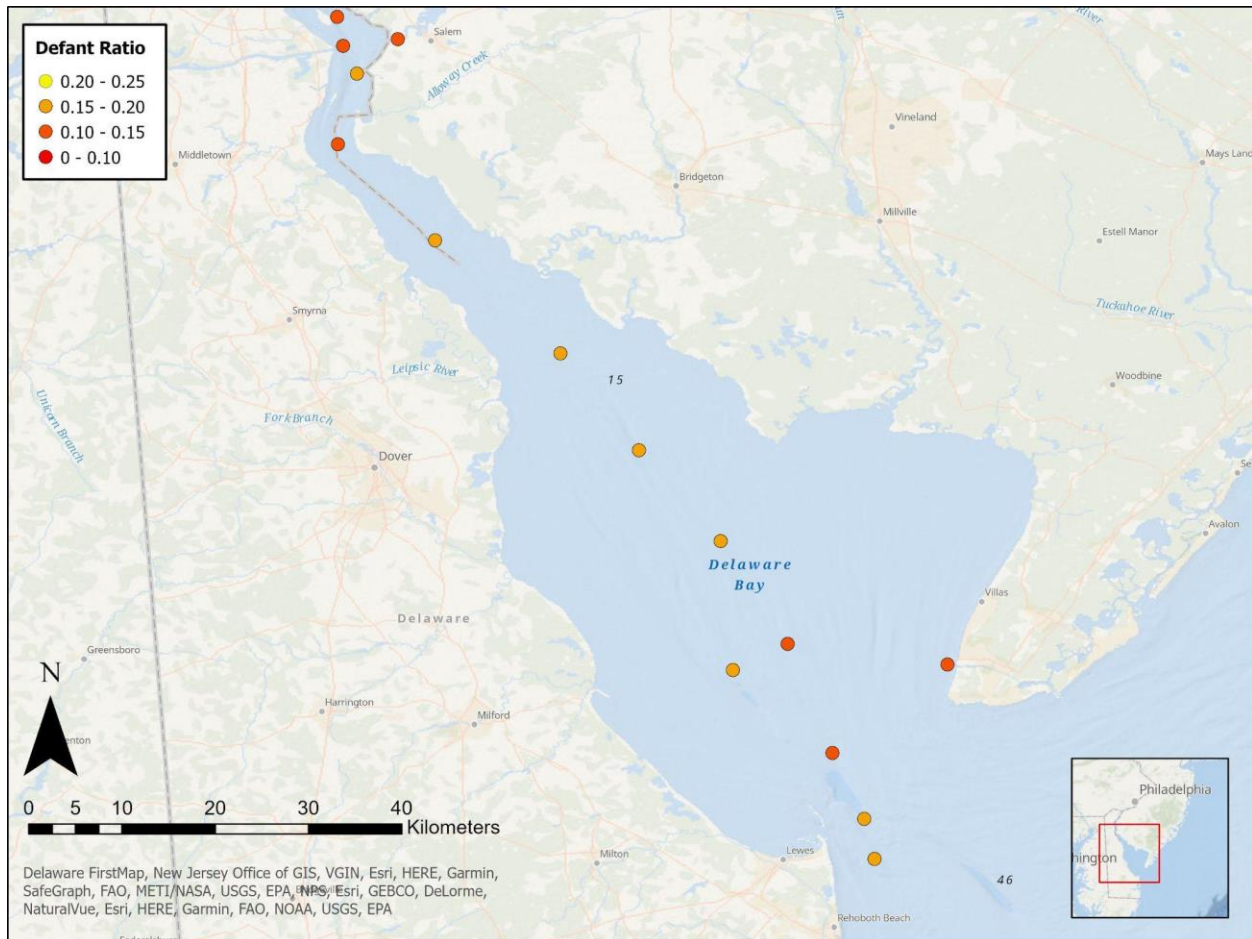 Defant Ratio
0.20 - 0.25
0.15 - 0.20
0.10 - 0.15
0 - 0.10
Salem
River
Alloway Creek
Vineland
Middletown
Mays Land
Bridgeton
Millville
Estell Manor
Smyrna
Tuckahoe River
Leipsic River
15
Woodbine
Unicorn Branch
Fork Branch
Dover
Avalon
Delaware
Bay
Villas
Delaware
Greensboro
N
Harrington
Milford
enton
0 5 10 20 30 40
Kilometers
Philadelphia
hington
Milton
Lewes
46
Rehoboth Beach
Delaware FirstMap, New Jersey Office of GIS, VGIN, Esri, HERE, Garmin,
SafeGraph, FAO, METI/NASA, USGS, EPA, NPS, Esri, GEBCO, DeLorme,
NaturalVue, Esri, HERE, Garmin, FAO, NOAA, USGS, EPA